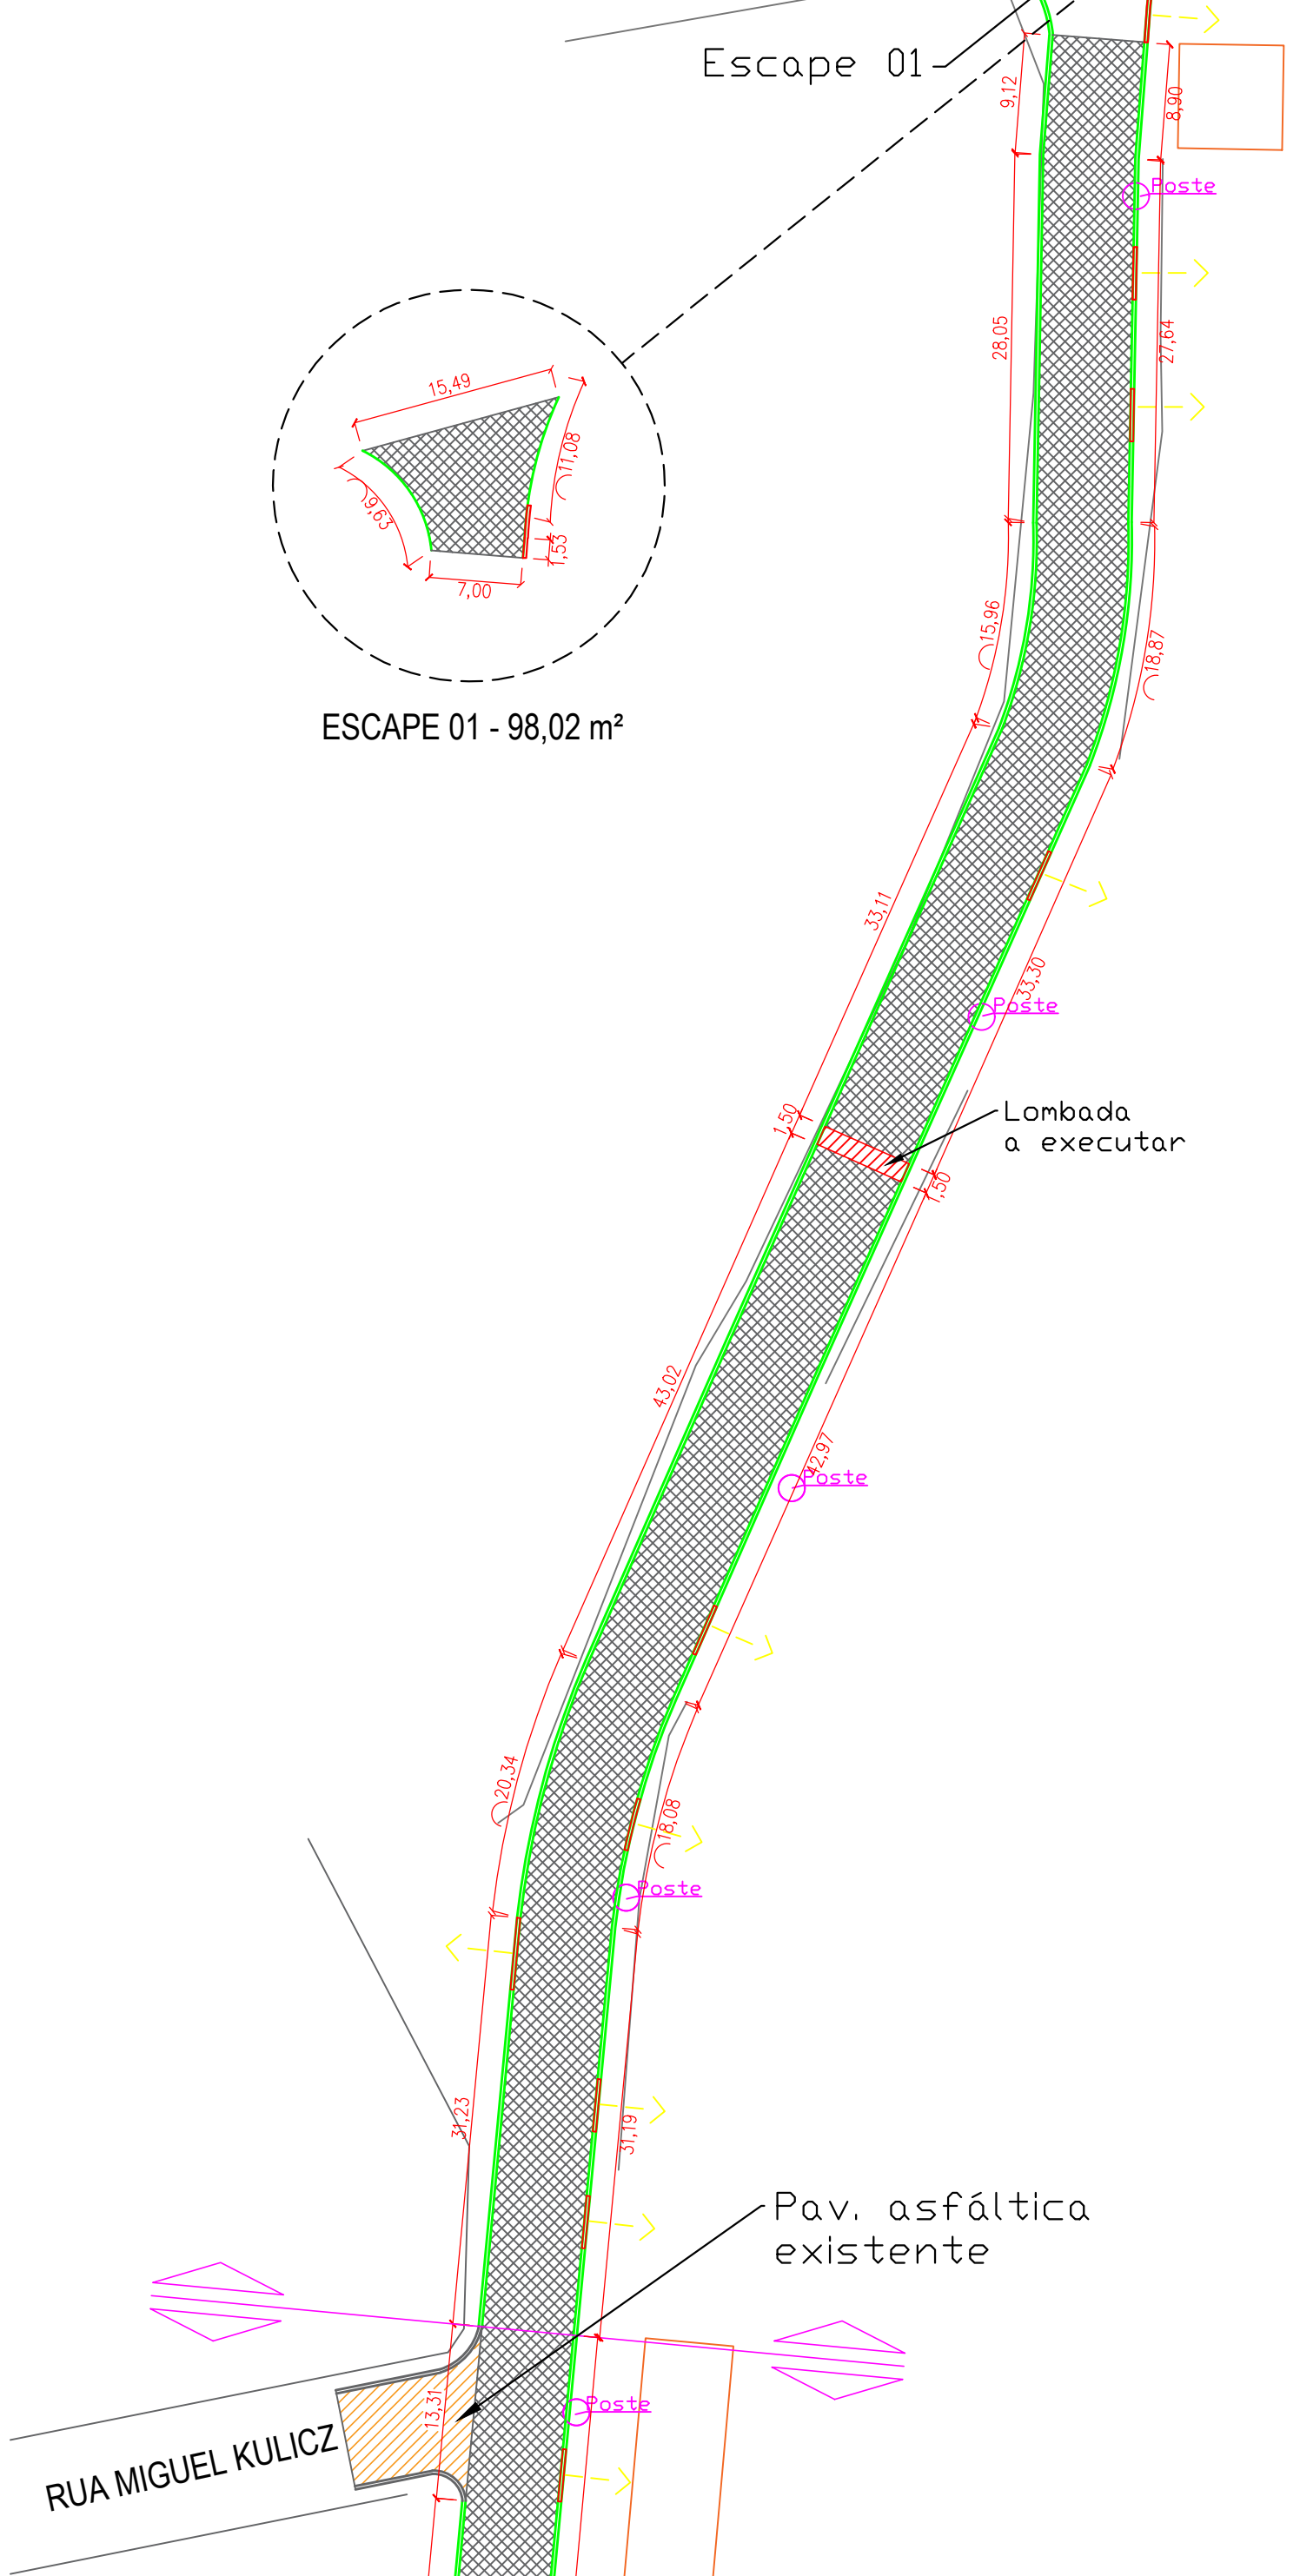 Escape 01
9,12
8,90
Poste
28,05
27,64
15,49
11,08
9,63
1,53
7,00
15,96
18,87
ESCAPE 01 - 98,02 m²
33,11
33,30
Poste
1,50
Lombada
a executar
1,50
43,02
42,97
Poste
20,34
18,08
Poste
31,23
31,19
Pav. asfáltica
existente
13,31
Poste
RUA MIGUEL KULICZ